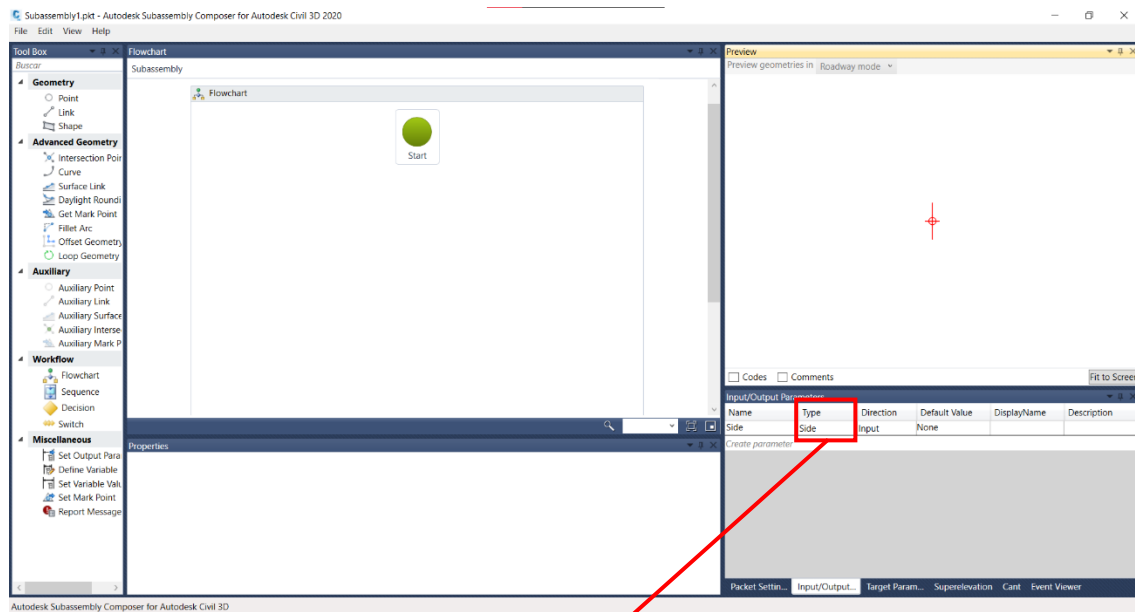 Subassembly1.pkt - Autodesk Subassembly Composer for Autodesk Civil 3D 2020
File Edit View Help
Tool Box
Buscar
Geometry
Point
Link
Shape
Advanced Geometry
Intersection Poir
Curve
Surface Link
Daylight Roundi
Get Mark Point
Fillet Arc
Offset Geometry
Loop Geometry
Auxiliary
Auxiliary Point
Auxiliary Link
Auxiliary Surface
Auxiliary Interse
Auxiliary Mark P
Workflow
Flowchart
Sequence
Decision
Switch
Miscellaneous
Set Output Para
Define Variable
Set Variable Valu
Set Mark Point
Report Message
Flowchart
Subassembly
Flowchart
Start
Properties
Preview
Preview geometries in Roadway mode
Codes Comments Fit to Screen
Input/Output Parameters
Name Type Direction Default Value DisplayName Description
Side Side Input None
Create parameter
Packet Settin... Input/Output... Target Param... Superelevation Cant Event Viewer
Autodesk Subassembly Composer for Autodesk Civil 3D